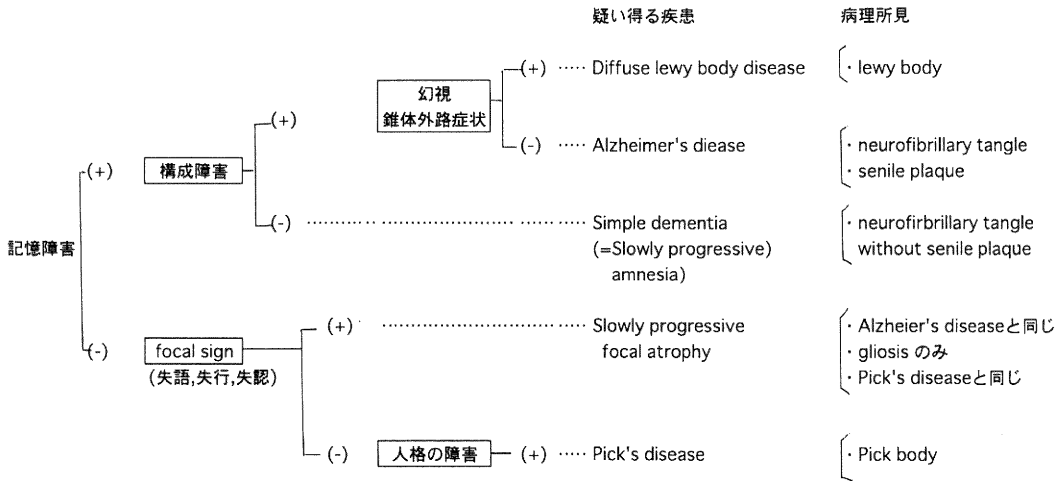 疑い得る疾患 病理所見
(+) ····· Diffuse lewy body disease ・lewy body
幻視
錐体外路症状
(+)
(-) ····· Alzheimer's diease ・neurofibrillary tangle
・senile plaque
(+) 構成障害
(-) Simple dementia ・neurofirbrillary tangle
(=Slowly progressive) without senile plaque
amnesia)
記憶障害
(+) Slowly progressive ・Alzheier's diseaseと同じ
focal atrophy ・gliosis のみ
・Pick's diseaseと同じ
(-) focal sign
(失語,失行,失認)
(-) 人格の障害 (+) ····· Pick's disease ・Pick body